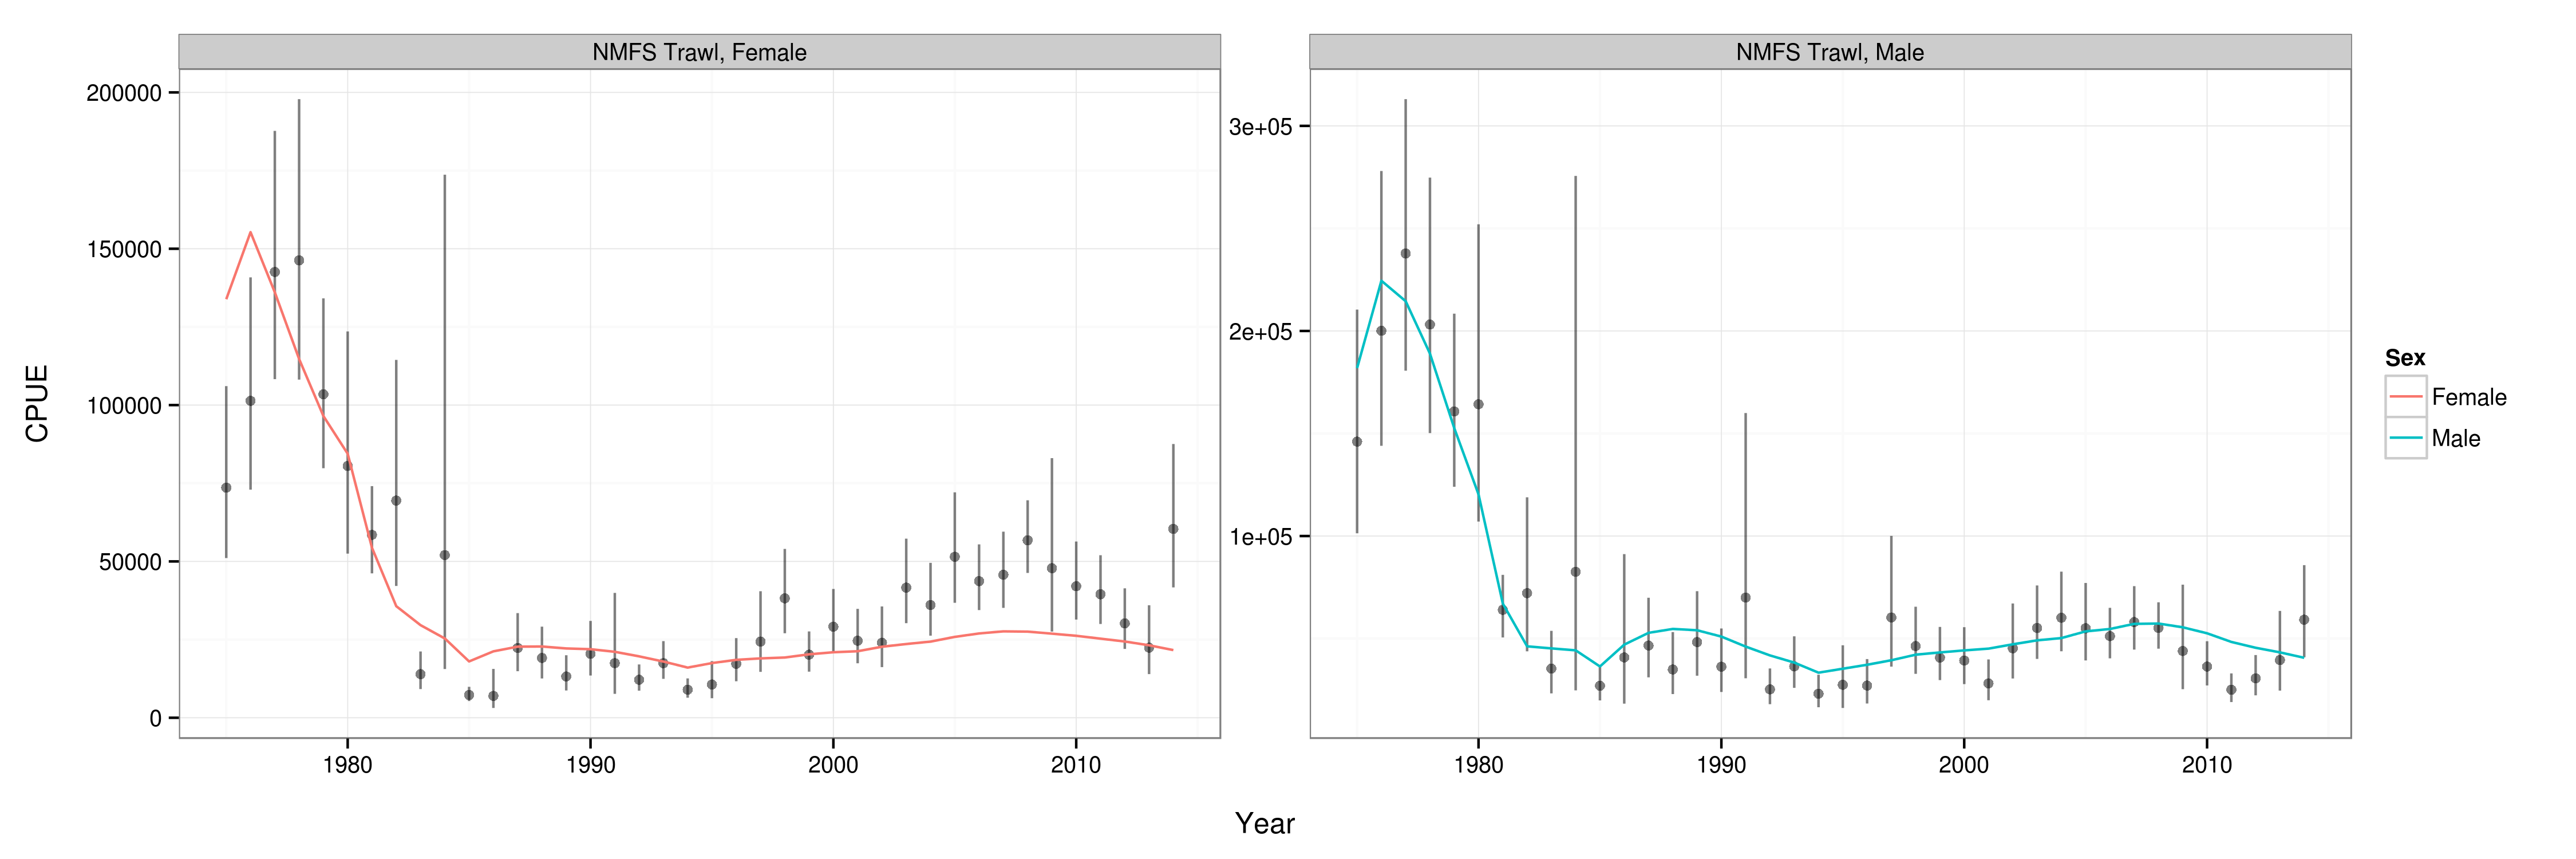 NMFS Trawl, Female
NMFS Trawl, Male
200000
150000
100000
50000
0
3e+05
2e+05
1e+05
CPUE
1980
1990
2000
2010
1980
1990
2000
2010
Year
Sex
Female
Male